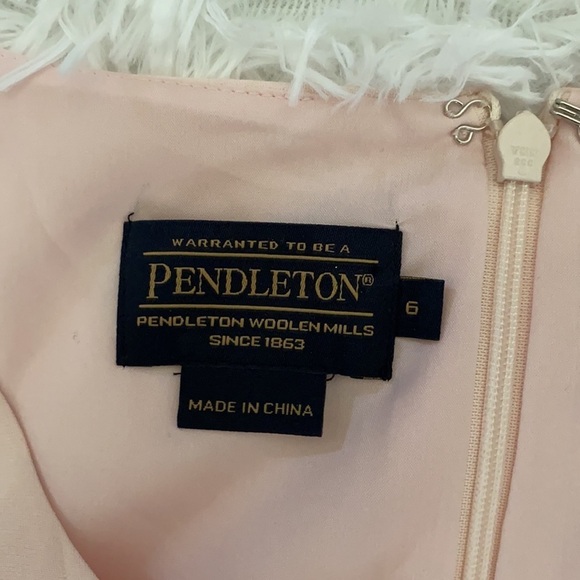 WARRANTED TO BE A
PENDLETON®
PENDLETON WOOLEN MILLS
SINCE 1863
6
MADE IN CHINA